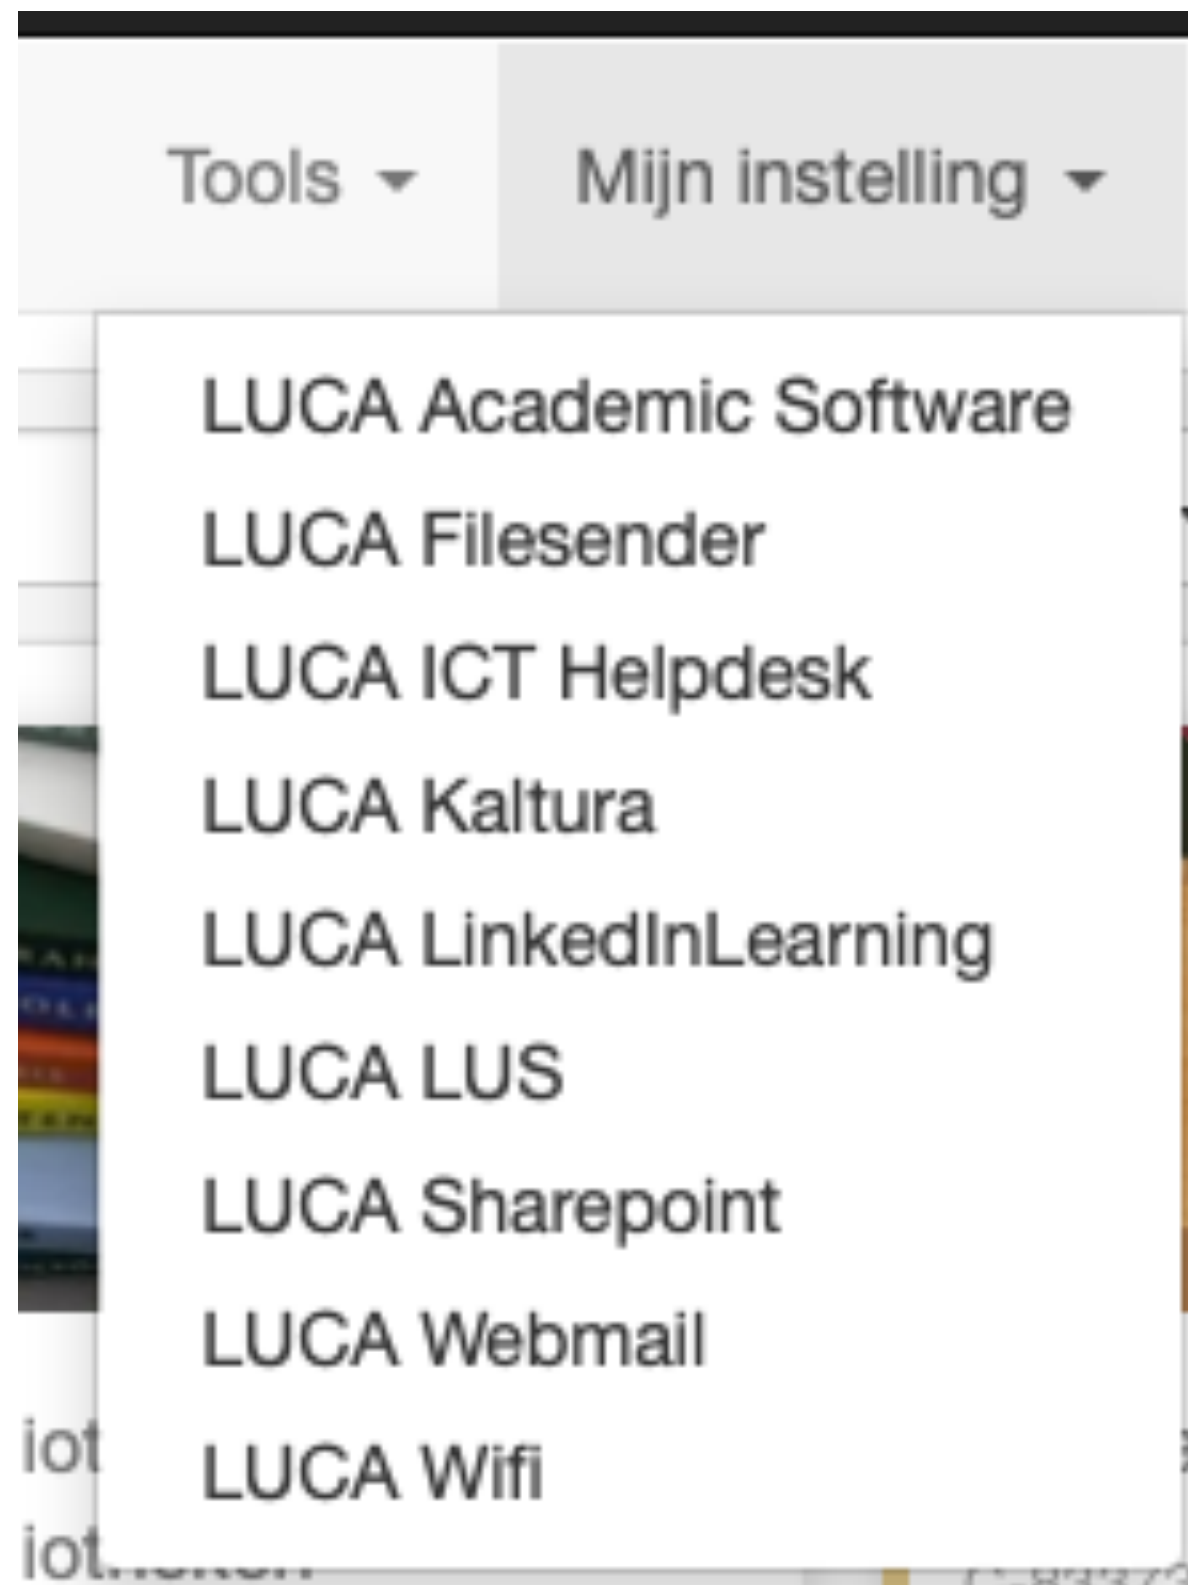 Tools
Mijn instelling
LUCA Academic Software
LUCA Filesender
LUCA ICT Helpdesk
LUCA Kaltura
LUCA LinkedInLearning
LUCA LUS
LUCA Sharepoint
LUCA Webmail
LUCA Wifi
iot